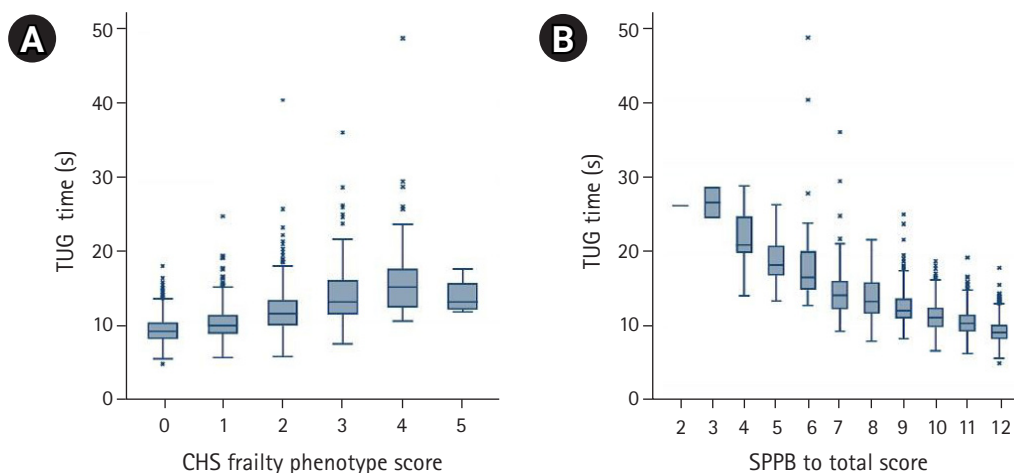 A
50
40
30
20
10
0
TUG time (s)
0 1 2 3 4 5
CHS frailty phenotype score
B
50
40
30
20
10
0
TUG time (s)
2 3 4 5 6 7 8 9 10 11 12
SPPB to total score